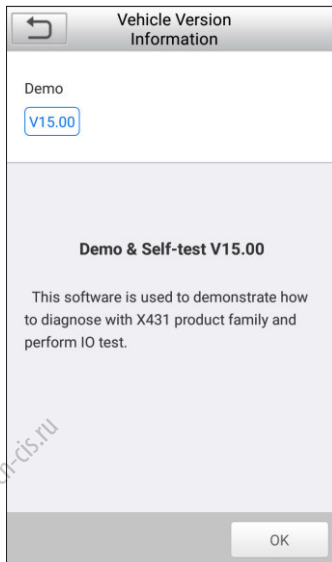 Vehicle Version
Information
Demo
V15.00
Demo & Self-test V15.00
This software is used to demonstrate how
to diagnose with X431 product family and
perform IO test.
OK